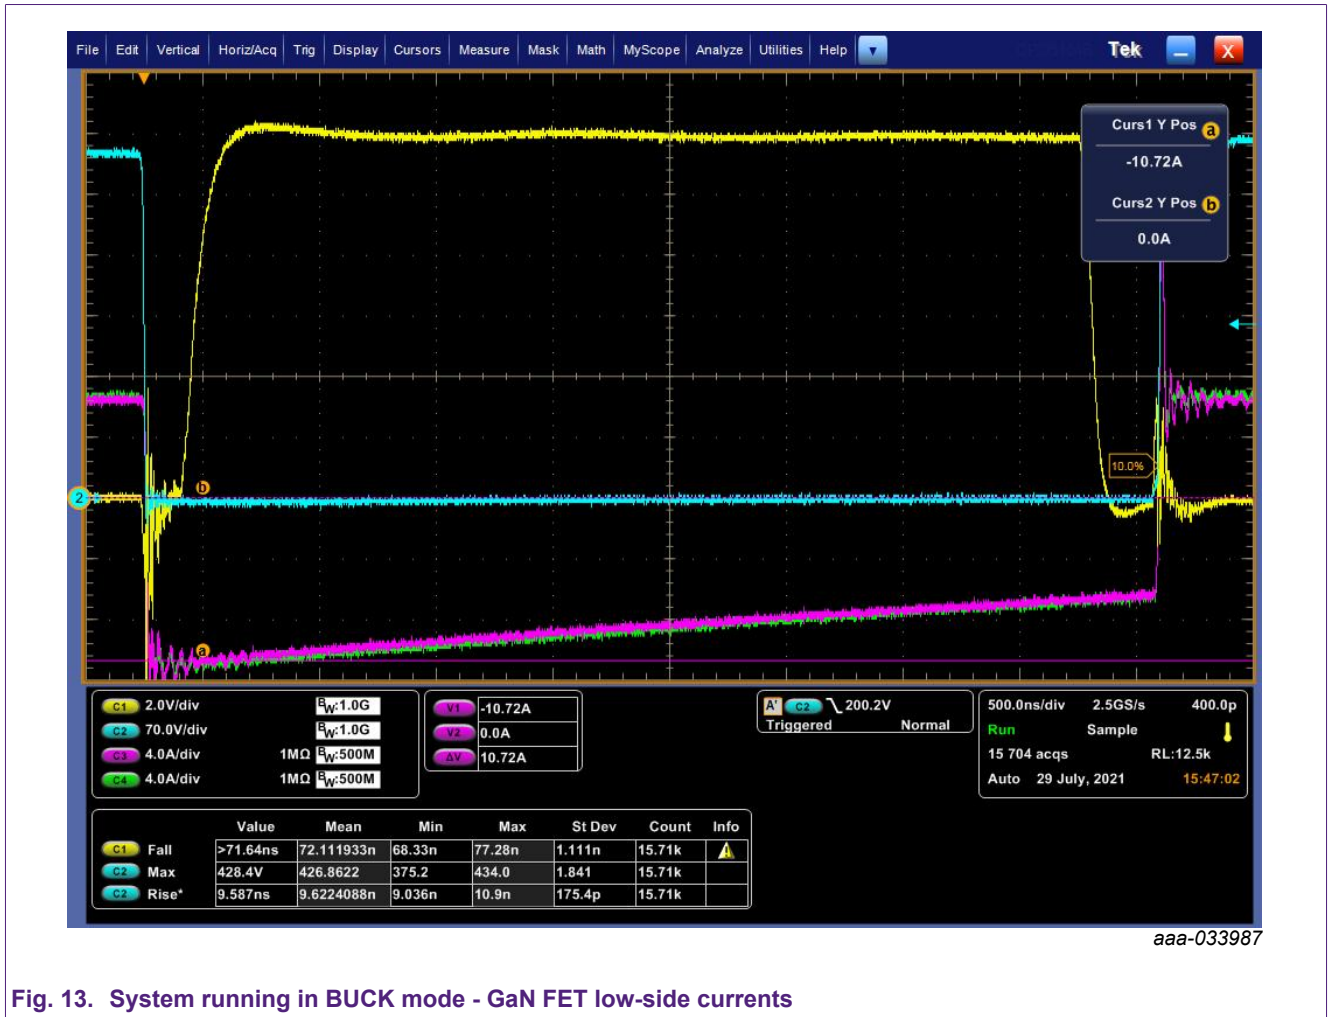 File Edit Vertical Horiz/Acq Trig Display Cursors Measure Mask Math MyScope Analyze Utilities Help Tek X
Curs1 Y Pos a
-10.72A
Curs2 Y Pos b
0.0A
10.0%
b
2
a
C1 2.0V/div BW:1.0G
C2 70.0V/div BW:1.0G
C3 4.0A/div 1MΩ BW:500M
C4 4.0A/div 1MΩ BW:500M
V1 -10.72A
V2 0.0A
ΔV 10.72A
A' C2 200.2V
Triggered Normal
500.0ns/div 2.5GS/s 400.0p
Run Sample
15 704 acqs RL:12.5k
Auto 29 July, 2021 15:47:02
Value Mean Min Max St Dev Count Info
C1 Fall >71.64ns 72.111933n 68.33n 77.28n 1.111n 15.71k
C2 Max 428.4V 426.8622 375.2 434.0 1.841 15.71k
C2 Rise* 9.587ns 9.6224088n 9.036n 10.9n 175.4p 15.71k
aaa-033987
Fig. 13. System running in BUCK mode - GaN FET low-side currents